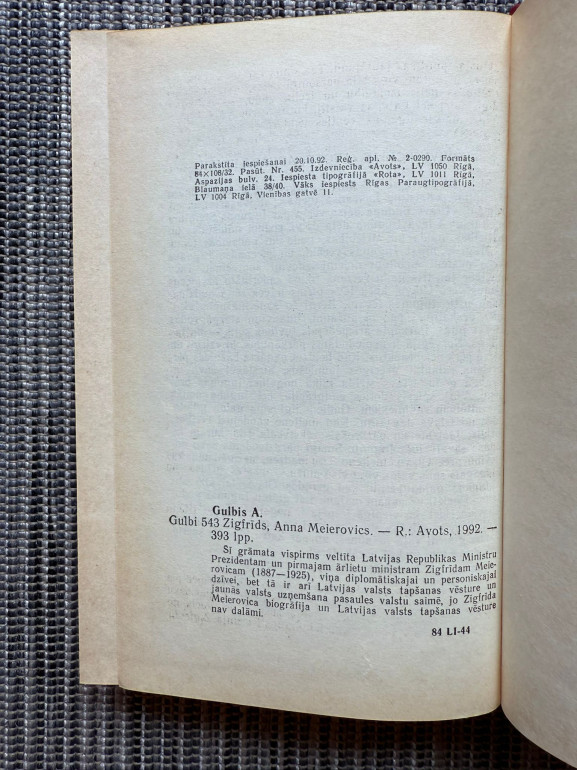 Parakstīta iespiešanai 20.10.92. Reģ. apl. № 2-0290. Formāts
84×108/32. Pasūt. Nr. 455. Izdevniecība «Avots», LV 1050 Rīgā,
Aspazijas bulv. 24. Iespiesta tipogrāfijā «Rota», LV 1011 Rīgā,
Blaumaņa ielā 38/40. Vāks iespiests Rīgas Paraugtipogrāfijā,
LV 1004 Rīgā, Vienības gatvē 11.
Gulbis A.
Gulbi 543 Zigfrīds, Anna Meierovics. — R.: Avots, 1992. —
393 lpp.
Šī grāmata vispirms veltīta Latvijas Republikas Ministru
Prezidentam un pirmajam ārlietu ministram Zigfrīdam Meie-
rovicam (1887—1925), viņa diplomātiskajai un personiskajai
dzīvei, bet tā ir arī Latvijas valsts tapšanas vēsture un
jaunās valsts uzņemšana pasaules valstu saimē, jo Zigfrīda
Meierovica biogrāfija un Latvijas valsts tapšanas vēsture
nav dalāmi.
84 LI-44